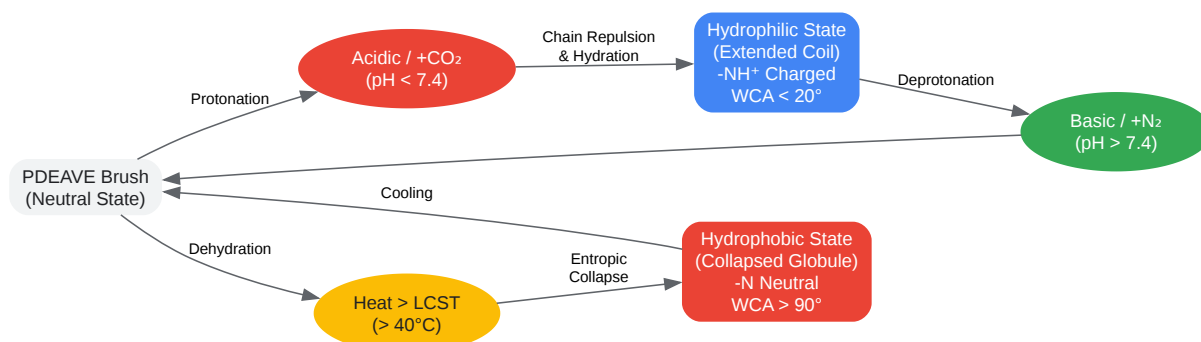 PDEAVE Brush
(Neutral State)
Protonation
Acidic / +CO₂
(pH < 7.4)
Chain Repulsion
& Hydration
Hydrophilic State
(Extended Coil)
-NH⁺ Charged
WCA < 20°
Deprotonation
Basic / +N₂
(pH > 7.4)
Cooling
Dehydration
Heat > LCST
(> 40°C)
Entropic
Collapse
Hydrophobic State
(Collapsed Globule)
-N Neutral
WCA > 90°